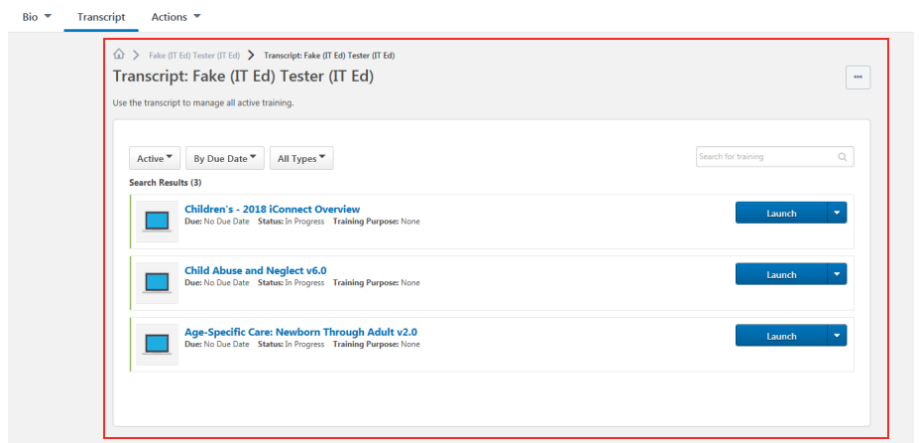 Bio Transcript Actions
Fake (IT Ed) Tester (IT Ed) Transcript: Fake (IT Ed) Tester (IT Ed)
Transcript: Fake (IT Ed) Tester (IT Ed)
Use the transcript to manage all active training.
Active By Due Date All Types Search for training
Search Results (3)
Children's - 2018 iConnect Overview
Due: No Due Date Status: In Progress Training Purpose: None
Launch
Child Abuse and Neglect v6.0
Due: No Due Date Status: In Progress Training Purpose: None
Launch
Age-Specific Care: Newborn Through Adult v2.0
Due: No Due Date Status: In Progress Training Purpose: None
Launch